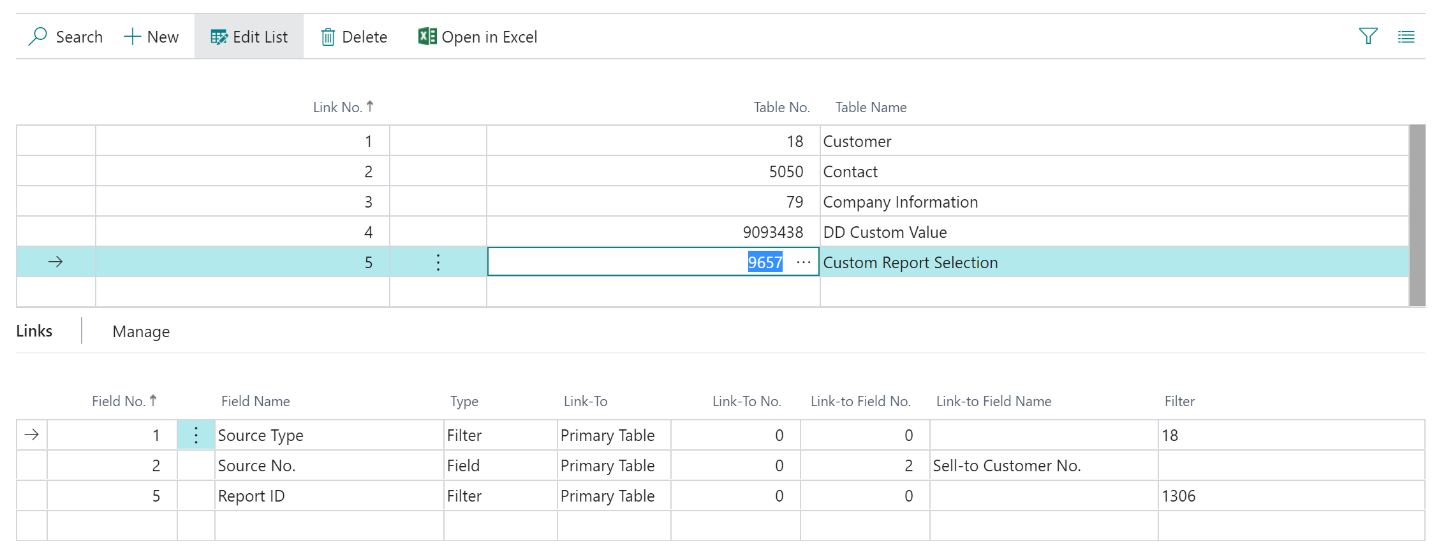 Search New Edit List Delete Open in Excel
Link No. ↑ Table No. Table Name
1 18 Customer
2 5050 Contact
3 79 Company Information
4 9093438 DD Custom Value
→ 5 ⋮ 9657 ··· Custom Report Selection
Links Manage
Field No. ↑ Field Name Type Link-To Link-To No. Link-to Field No. Link-to Field Name Filter
→ 1 ⋮ Source Type Filter Primary Table 0 0 18
2 Source No. Field Primary Table 0 2 Sell-to Customer No.
5 Report ID Filter Primary Table 0 0 1306